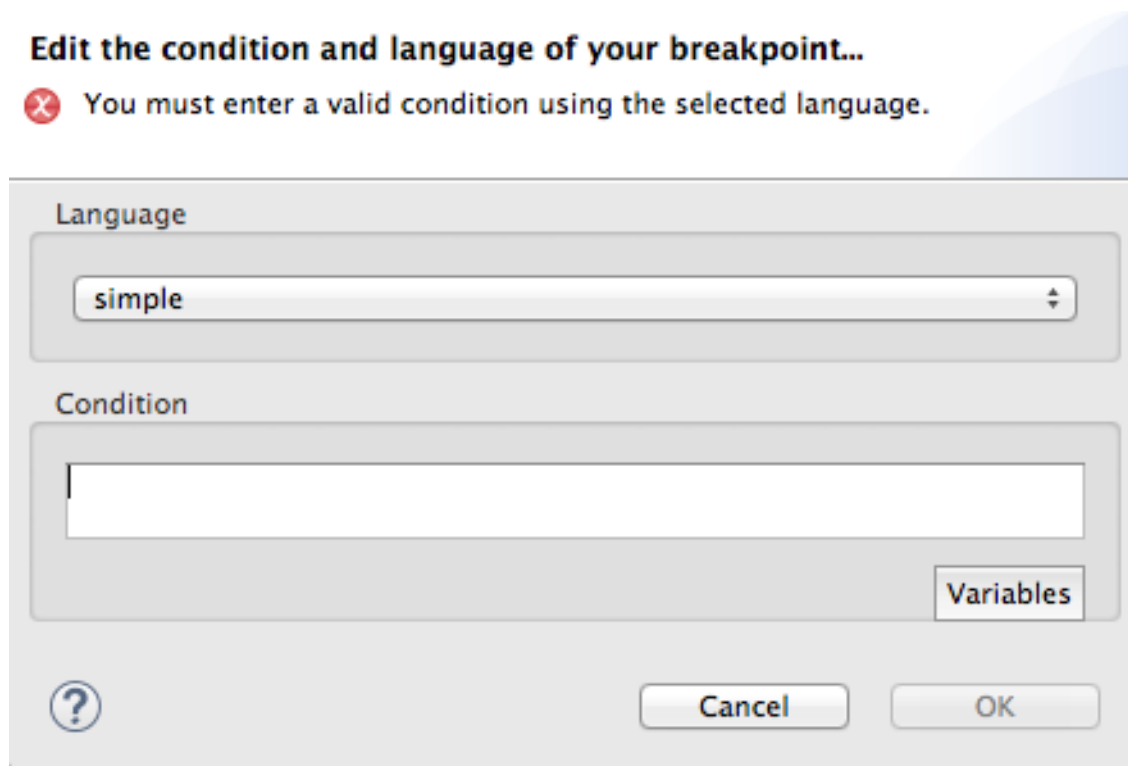 Edit the condition and language of your breakpoint...
You must enter a valid condition using the selected language.
Language
simple
Condition
Variables
?
Cancel
OK